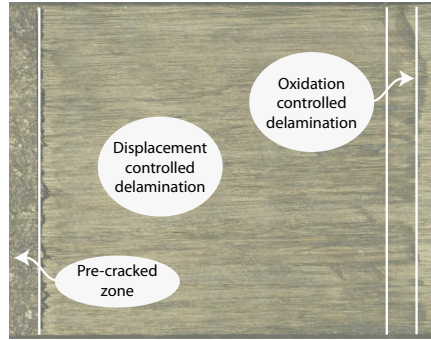 Oxidation
controlled
delamination
Displacement
controlled
delamination
Pre-cracked
zone